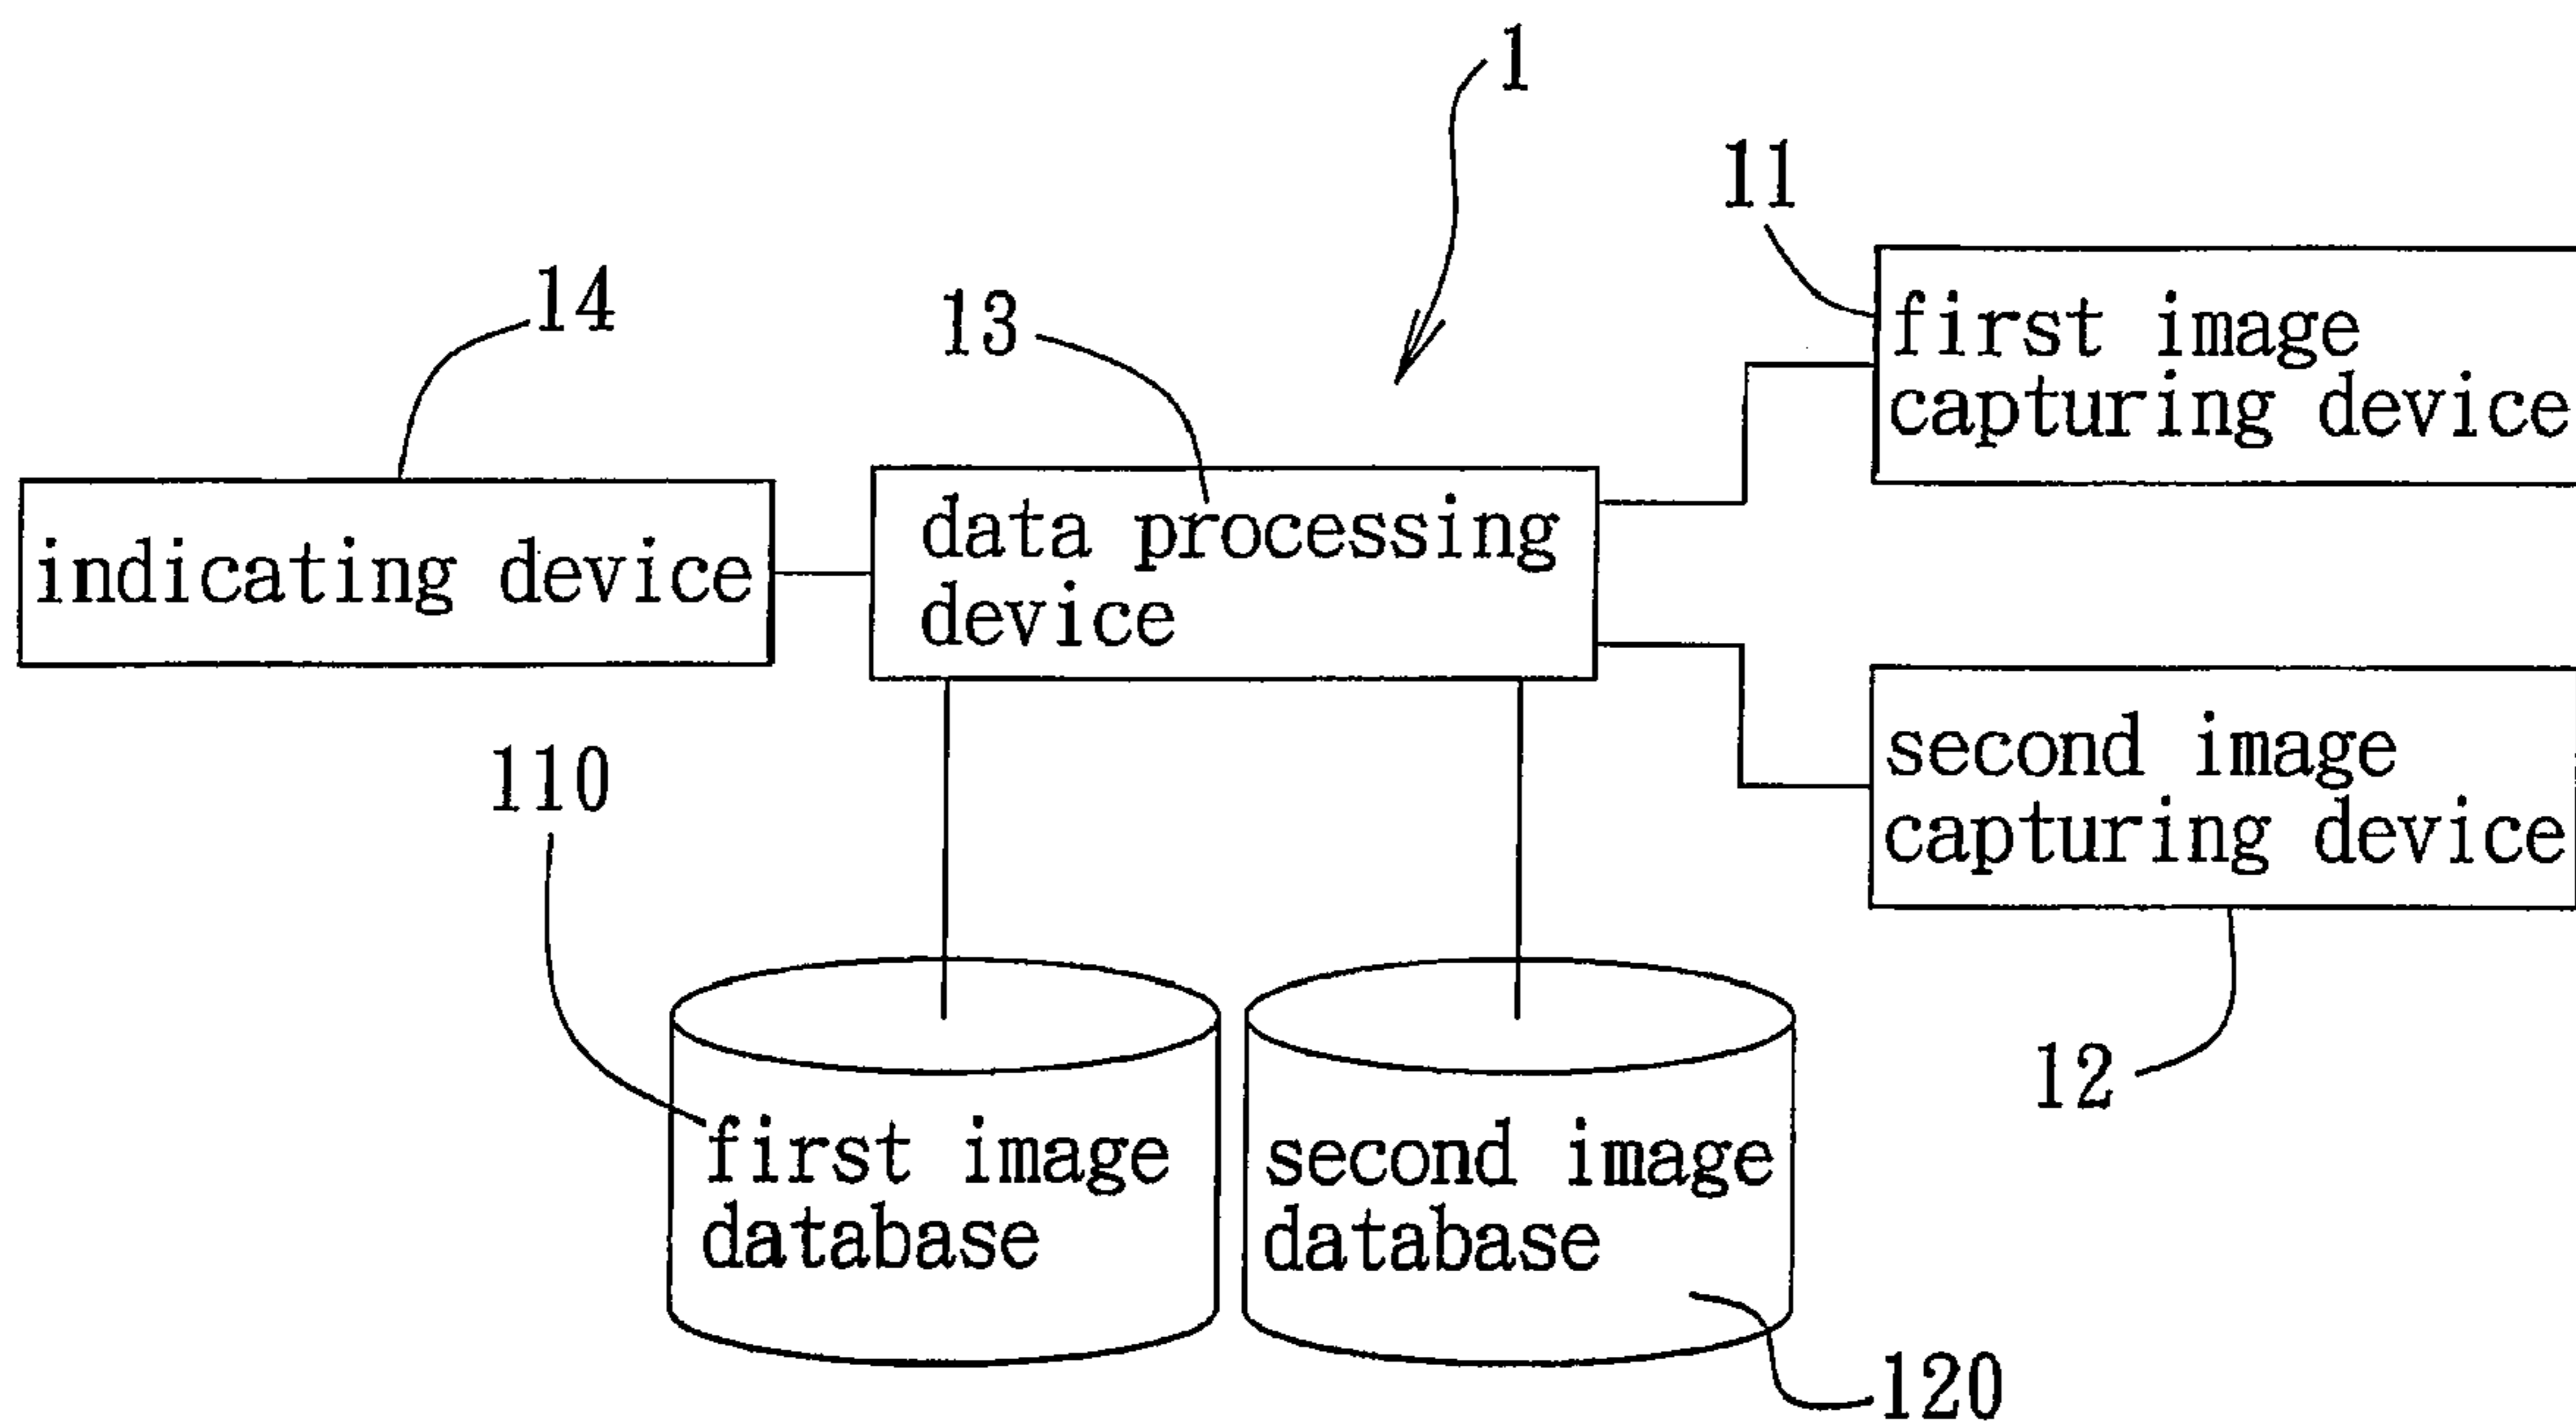 1
11
first image
capturing device
14
13
indicating device
data processing
device
second image
capturing device
110
12
first image
database
second image
database
120